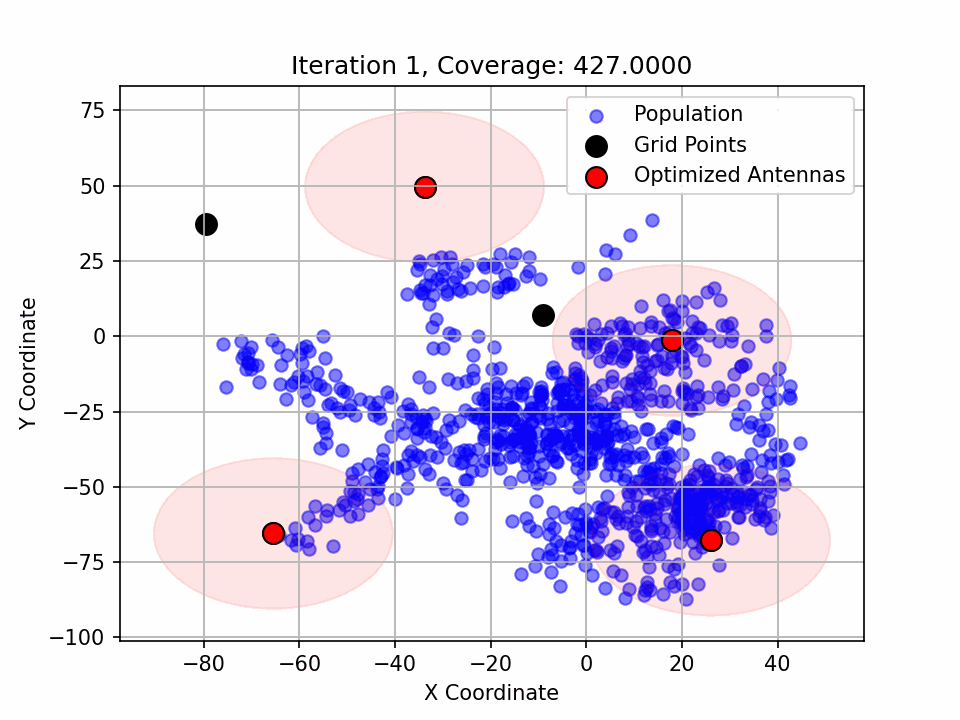 Iteration 1, Coverage: 427.0000
Population
Grid Points
Optimized Antennas
Y Coordinate
75
50
25
0
−25
−50
−75
−100
−80
−60
−40
−20
0
20
40
X Coordinate